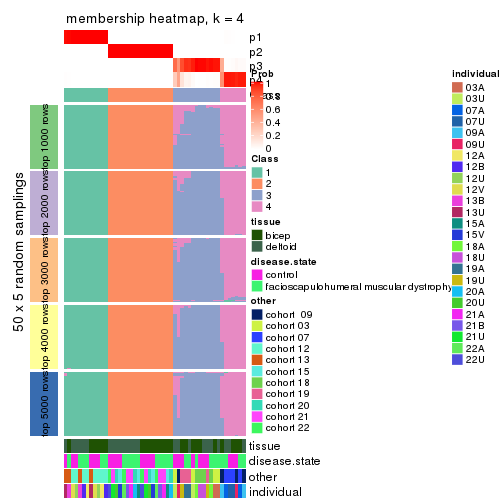 membership heatmap, k = 4
p1
p2
p3
p4
Prob
1
0.8
0.6
0.4
0.2
0
Class
1
2
3
4
tissue
bicep
deltoid
disease.state
control
facioscapulohumeral muscular dystrophy
other
cohort 09
cohort 03
cohort 07
cohort 12
cohort 13
cohort 15
cohort 18
cohort 19
cohort 20
cohort 21
cohort 22
individual
03A
03U
07A
07U
09A
09U
12A
12B
12U
12V
13B
13U
15A
15V
18A
18U
19A
19U
20A
20U
21A
21B
21U
22A
22U
50 x 5 random samplings
top 1000 rows
top 2000 rows
top 3000 rows
top 4000 rows
top 5000 rows
tissue
disease.state
other
individual